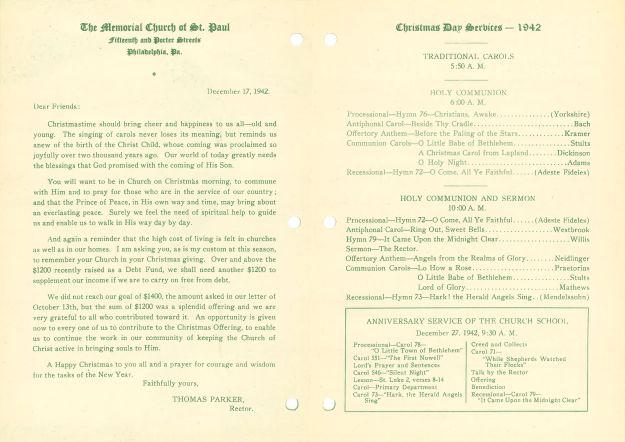 The Memorial Church of St. Paul
Fifteenth and Porter Streets
Philadelphia, Pa.
December 17, 1942.
Dear Friends:
Christmastime should bring cheer and happiness to us all—old and
young. The singing of carols never loses its meaning, but reminds us
anew of the birth of the Christ Child, whose coming was proclaimed so
joyfully over two thousand years ago. Our world of today greatly needs
the blessings that God promised with the coming of His Son.
You will want to be in Church on Christmas morning, to commune
with Him and to pray for those who are in the service of our country;
and that the Prince of Peace, in His own way and time, may bring about
an everlasting peace. Surely we feel the need of spiritual help to guide
us and enable us to walk in His way day by day.
And again a reminder that the high cost of living is felt in churches
as well as in our homes. I am asking you, as is my custom at this season,
to remember your Church in your Christmas giving. Over and above the
$1200 recently raised as a Debt Fund, we shall need another $1200 to
supplement our income if we are to carry on free from debt.
We did not reach our goal of $1400, the amount asked in our letter of
October 13th, but the sum of $1200 was a splendid offering and we are
very grateful to all who contributed toward it. An opportunity is given
now to every one of us to contribute to the Christmas Offering, to enable
us to continue the work in our community of keeping the Church of
Christ active in bringing souls to Him.
A Happy Christmas to you all and a prayer for courage and wisdom
for the tasks of the New Year.
Faithfully yours,
THOMAS PARKER,
Rector.
Christmas Day Services — 1942
TRADITIONAL CAROLS
5:50 A. M.
HOLY COMMUNION
6:00 A. M.
Processional—Hymn 76—Christians, Awake.............(Yorkshire)
Antiphonal Carol—Beside Thy Cradle.........................Bach
Offertory Anthem—Before the Paling of the Stars............Kramer
Communion Carols—O Little Babe of Bethlehem..............Stults
A Christmas Carol from Lapland........Dickinson
O Holy Night.........................Adams
Recessional—Hymn 72—O Come, All Ye Faithful......(Adeste Fideles)
HOLY COMMUNION AND SERMON
10:00 A. M.
Processional—Hymn 72—O Come, All Ye Faithful.....(Adeste Fideles)
Antiphonal Carol—Ring Out, Sweet Bells.................Westbrook
Hymn 79—It Came Upon the Midnight Clear..................Willis
Sermon—The Rector.
Offertory Anthem—Angels from the Realms of Glory.......Neidlinger
Communion Carols—Lo How a Rose.....................Praetorius
O Little Babe of Bethlehem..............Stults
Lord of Glory........................Mathews
Recessional—Hymn 73—Hark! the Herald Angels Sing...(Mendelssohn)
ANNIVERSARY SERVICE OF THE CHURCH SCHOOL
December 27, 1942, 9:30 A. M.
Processional—Carol 78—
"O Little Town of Bethlehem"
Carol 551—"The First Nowell"
Lord's Prayer and Sentences
Carol 546—"Silent Night"
Lesson—St. Luke 2, verses 8-14
Carol—Primary Department
Carol 73—"Hark, the Herald Angels
Sing"
Creed and Collects
Carol 71—
"While Shepherds Watched
Their Flocks"
Talk by the Rector
Offering
Benediction
Recessional—Carol 79—
"It Came Upon the Midnight Clear"